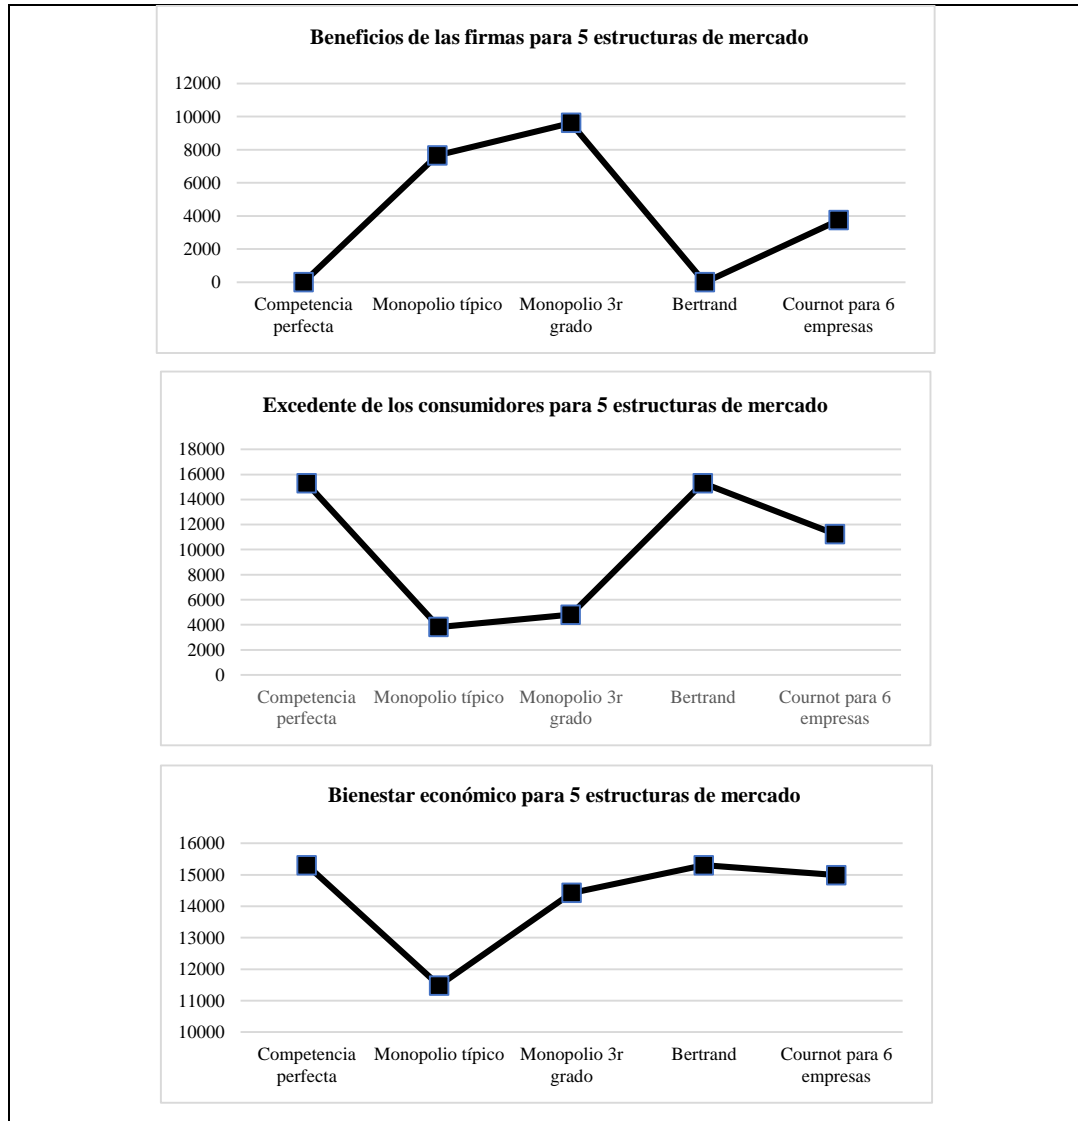 Beneficios de las firmas para 5 estructuras de mercado
12000
10000
8000
6000
4000
2000
0
Competencia perfecta
Monopolio típico
Monopolio 3r grado
Bertrand
Cournot para 6 empresas
Excedente de los consumidores para 5 estructuras de mercado
18000
16000
14000
12000
10000
8000
6000
4000
2000
0
Competencia perfecta
Monopolio típico
Monopolio 3r grado
Bertrand
Cournot para 6 empresas
Bienestar económico para 5 estructuras de mercado
16000
15000
14000
13000
12000
11000
10000
Competencia perfecta
Monopolio típico
Monopolio 3r grado
Bertrand
Cournot para 6 empresas